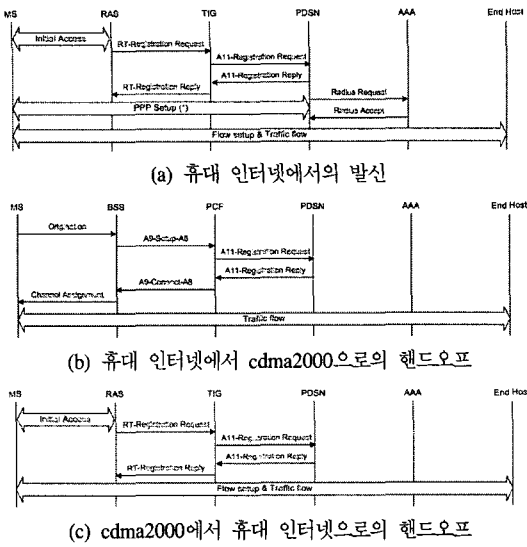 MS RAS TIG PDSN AAA End Host
Initial Access
RT-Registration Request
A11-Registration Request
A11-Registration Reply
RT-Registration Reply
Radius Request
PPP Setup (*)
Radius Accept
Flow setup & Traffic flow
(a) 휴대 인터넷에서의 발신
MS BSS PCF PDSN AAA End Host
Origination
A9-Setup-A8
A11-Registration Request
A11-Registration Reply
A9-Connect-A8
Channel Assignment
Traffic flow
(b) 휴대 인터넷에서 cdma2000으로의 핸드오프
MS RAS TIG PDSN AAA End Host
Initial Access
RT-Registration Request
A11-Registration Request
A11-Registration Reply
RT-Registration Reply
Flow setup & Traffic flow
(c) cdma2000에서 휴대 인터넷으로의 핸드오프